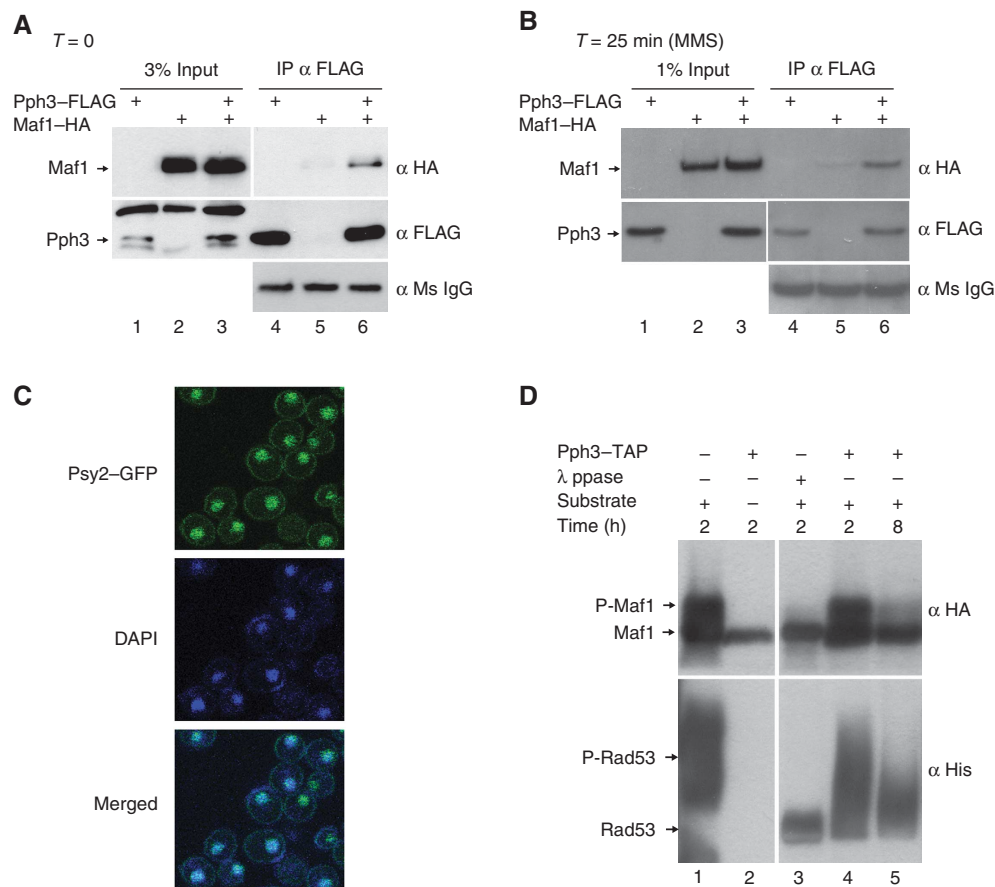 A
T = 0
3% Input
IP α FLAG
Pph3–FLAG + + + +
Maf1–HA + + + +
Maf1
α HA
Pph3
α FLAG
α Ms IgG
1 2 3 4 5 6
B
T = 25 min (MMS)
1% Input
IP α FLAG
Pph3–FLAG + + + +
Maf1–HA + + + +
Maf1
α HA
Pph3
α FLAG
α Ms IgG
1 2 3 4 5 6
C
Psy2–GFP
DAPI
Merged
D
Pph3–TAP – + – + +
λ ppase – – + – –
Substrate + – + + +
Time (h) 2 2 2 2 8
P-Maf1
Maf1
α HA
P-Rad53
Rad53
α His
1 2 3 4 5